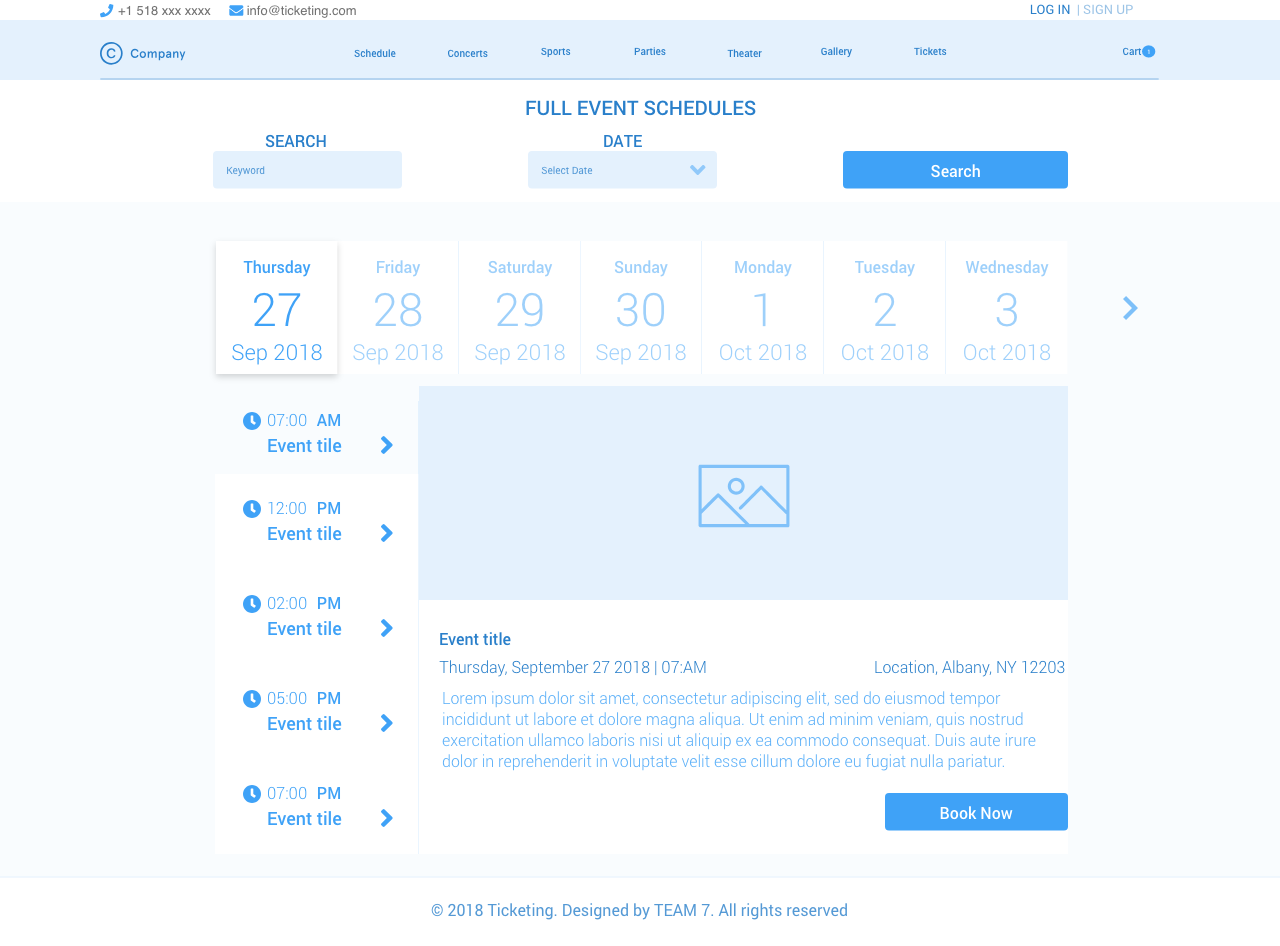 +1 518 xxx xxxx info@ticketing.com LOG IN | SIGN UP
C Company Schedule Concerts Sports Parties Theater Gallery Tickets Cart 1
FULL EVENT SCHEDULES
SEARCH DATE
Keyword Select Date Search
Thursday Friday Saturday Sunday Monday Tuesday Wednesday
27 28 29 30 1 2 3
Sep 2018 Sep 2018 Sep 2018 Sep 2018 Oct 2018 Oct 2018 Oct 2018
07:00 AM
Event tile
12:00 PM
Event tile
02:00 PM
Event tile
05:00 PM
Event tile
07:00 PM
Event tile
Event title
Thursday, September 27 2018 | 07:AM Location, Albany, NY 12203
Lorem ipsum dolor sit amet, consectetur adipiscing elit, sed do eiusmod tempor
incididunt ut labore et dolore magna aliqua. Ut enim ad minim veniam, quis nostrud
exercitation ullamco laboris nisi ut aliquip ex ea commodo consequat. Duis aute irure
dolor in reprehenderit in voluptate velit esse cillum dolore eu fugiat nulla pariatur.
Book Now
© 2018 Ticketing. Designed by TEAM 7. All rights reserved